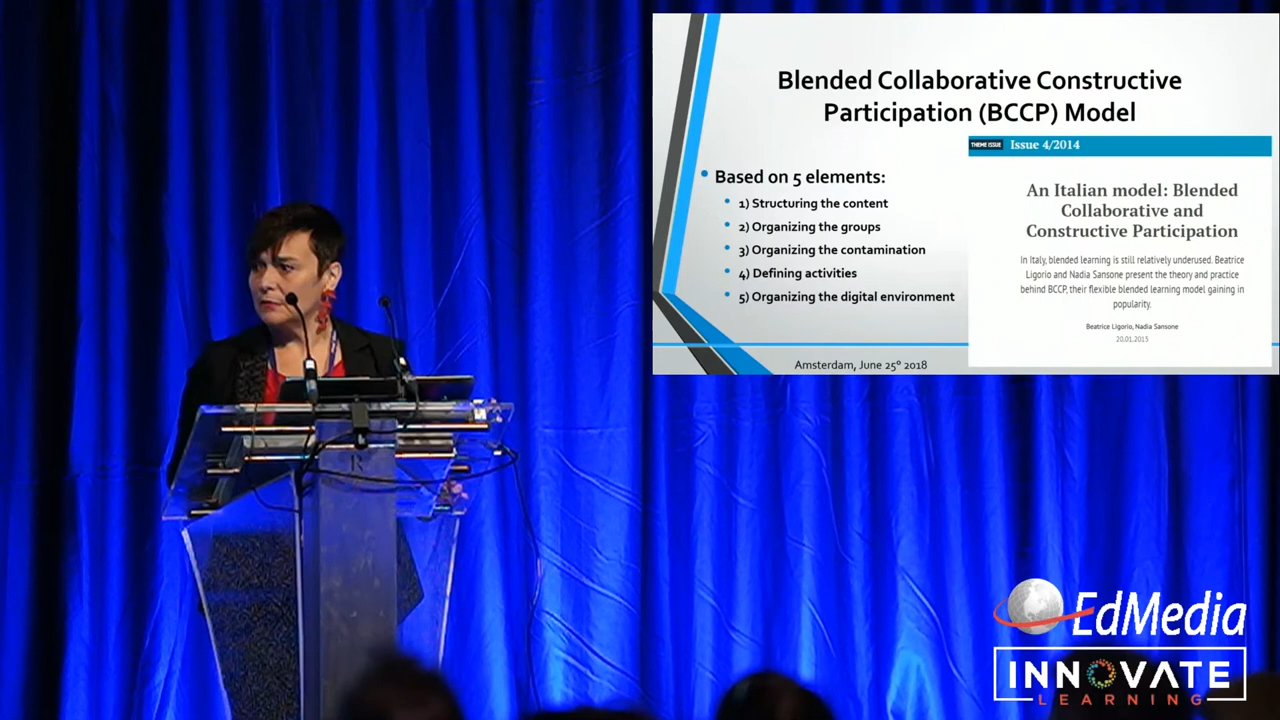 Blended Collaborative Constructive
Participation (BCCP) Model
THEME ISSUE Issue 4/2014
Based on 5 elements:
1) Structuring the content
2) Organizing the groups
3) Organizing the contamination
4) Defining activities
5) Organizing the digital environment
An Italian model: Blended
Collaborative and
Constructive Participation
In Italy, blended learning is still relatively underused. Beatrice
Ligorio and Nadia Sansone present the theory and practice
behind BCCP, their flexible blended learning model gaining in
popularity.
Beatrice Ligorio, Nadia Sansone
20.01.2015
Amsterdam, June 25° 2018
R
EdMedia
INNOVATE
LEARNING